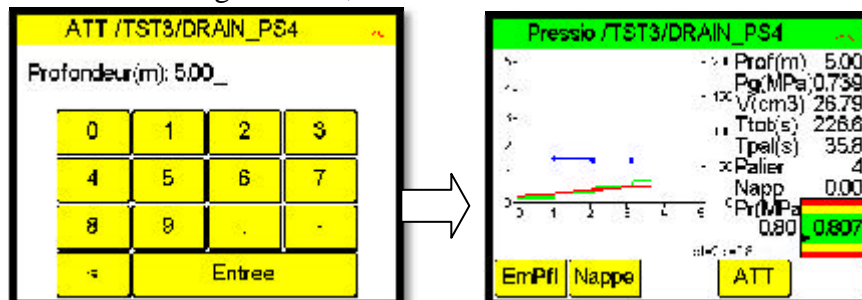 ATT /TST3/DRAIN_PS4
Profondeur(m): 5.00_
0 1 2 3
4 5 6 7
8 9 . -
Entree
Pressio /TST3/DRAIN_PS4
Prof(m) 5.00
Pg(MPa) 0.739
V(cm3) 26.79
Ttob(s) 226.8
Tpal(s) 35.8
Palier 4
Napp 0.00
Pr(MPa
0.80 0.807
EmPfl Nappe ATT